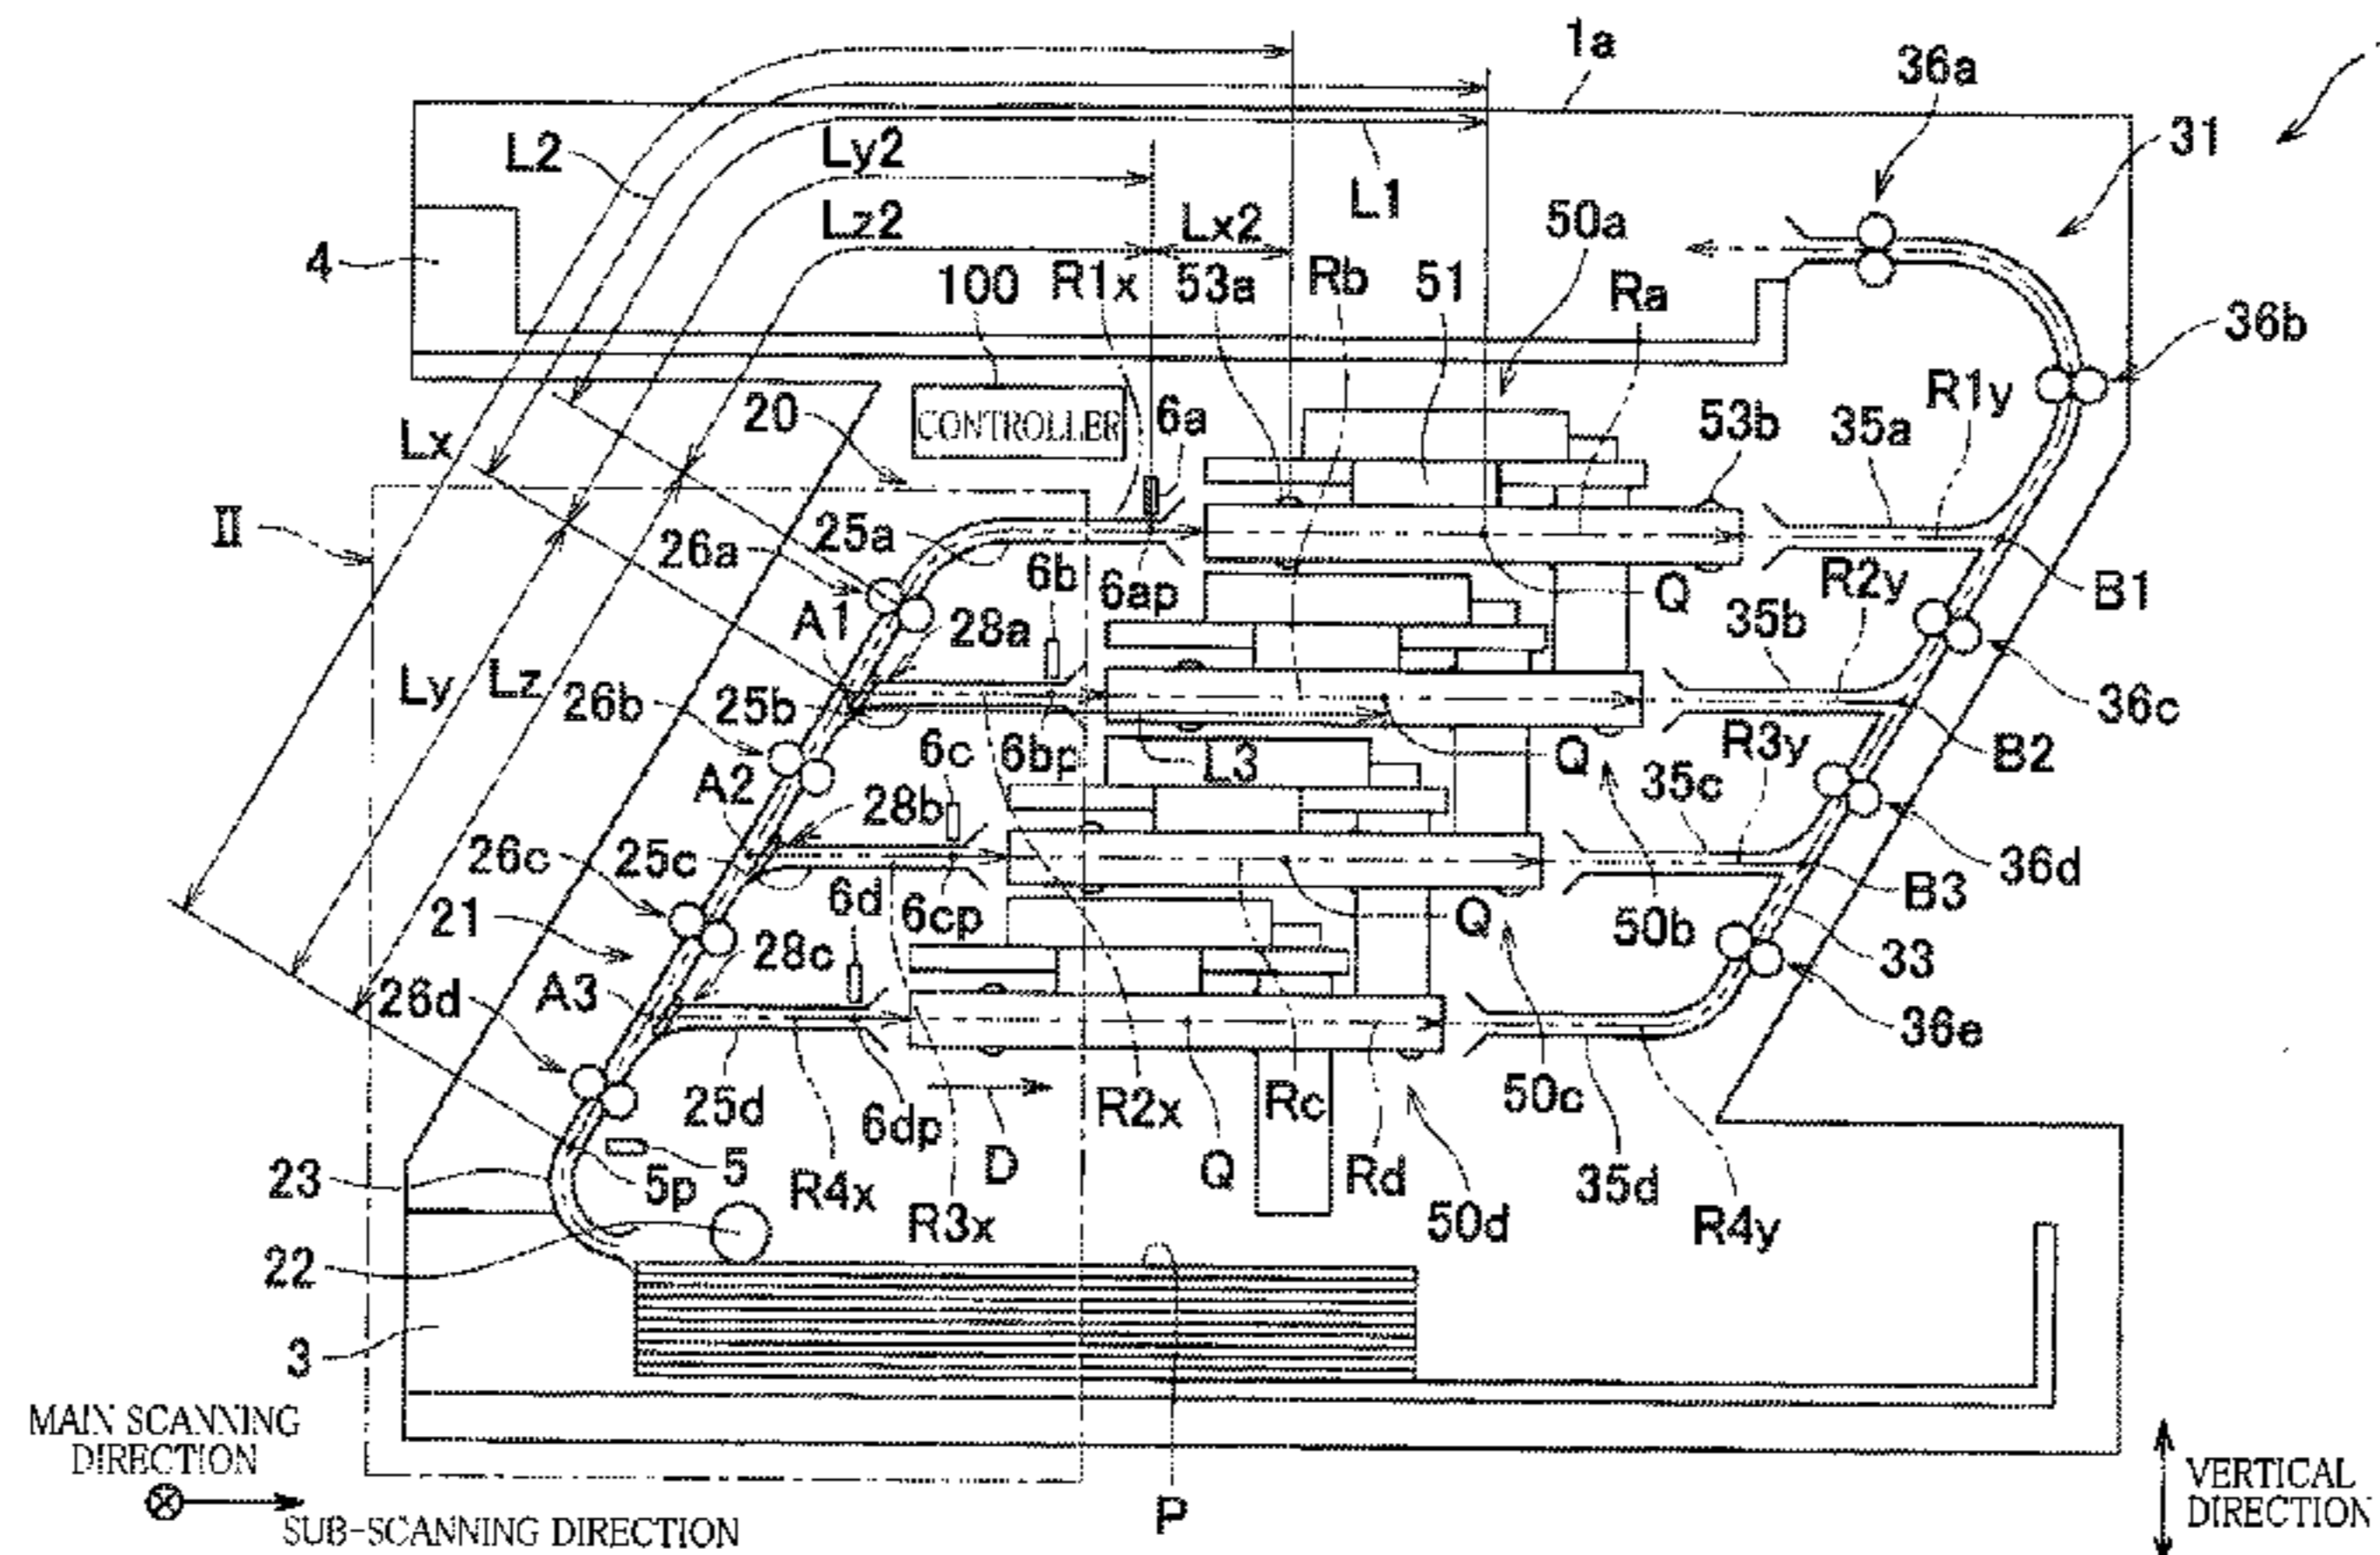 1a
36a
31
L2
Ly2
L1
Lz2
Lx2
50a
4
100
R1x
53a
Rb
51
Ra
36b
CONTROLLER
20
6a
Lx
R1y
35a
53b
II
26a
25a
6b
6ap
Q
R2y
B1
A1
28a
35b
Ly
Lz
26b
25b
6bp
L3
Q
R3y
36c
B2
6c
A2
28b
35c
26c
25c
6d
6cp
Q
50b
B3
36d
21
28c
33
26d
A3
36e
25d
6dp
D
R2x
Rc
50c
23
5p
5
R4x
R3x
Q
Rd
50d
35d
R4y
22
3
MAIN SCANNING
DIRECTION
SUB-SCANNING DIRECTION
P
VERTICAL
DIRECTION